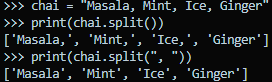 >>> chai = "Masala, Mint, Ice, Ginger"
>>> print(chai.split())
['Masala,', 'Mint,', 'Ice,', 'Ginger']
>>> print(chai.split(", "))
['Masala', 'Mint', 'Ice', 'Ginger']